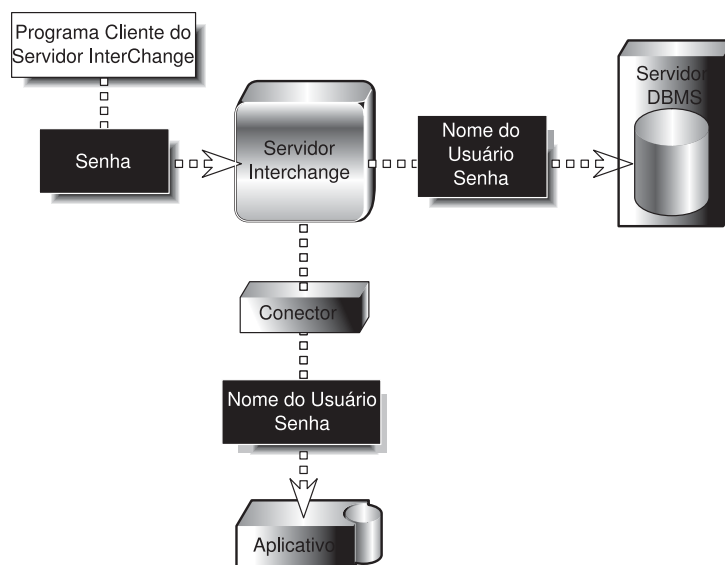 Programa Cliente do
Servidor InterChange
Senha
Servidor
Interchange
Nome do
Usuário
Senha
Servidor
DBMS
Conector
Nome do Usuário
Senha
Aplicativo